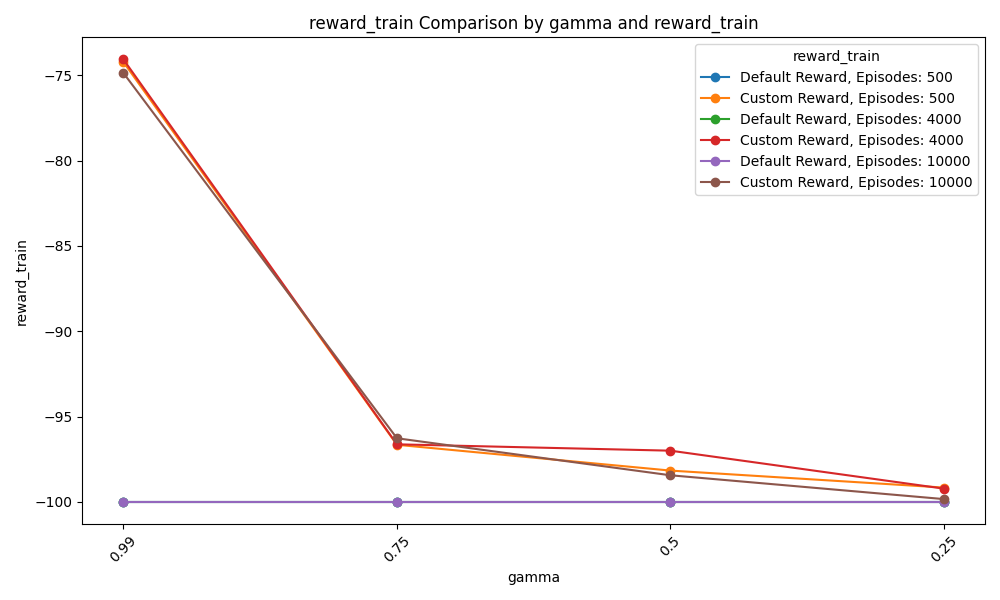 reward_train Comparison by gamma and reward_train
reward_train
Default Reward, Episodes: 500
Custom Reward, Episodes: 500
Default Reward, Episodes: 4000
Custom Reward, Episodes: 4000
Default Reward, Episodes: 10000
Custom Reward, Episodes: 10000
reward_train
−75
−80
−85
−90
−95
−100
0.99
0.75
0.5
0.25
gamma